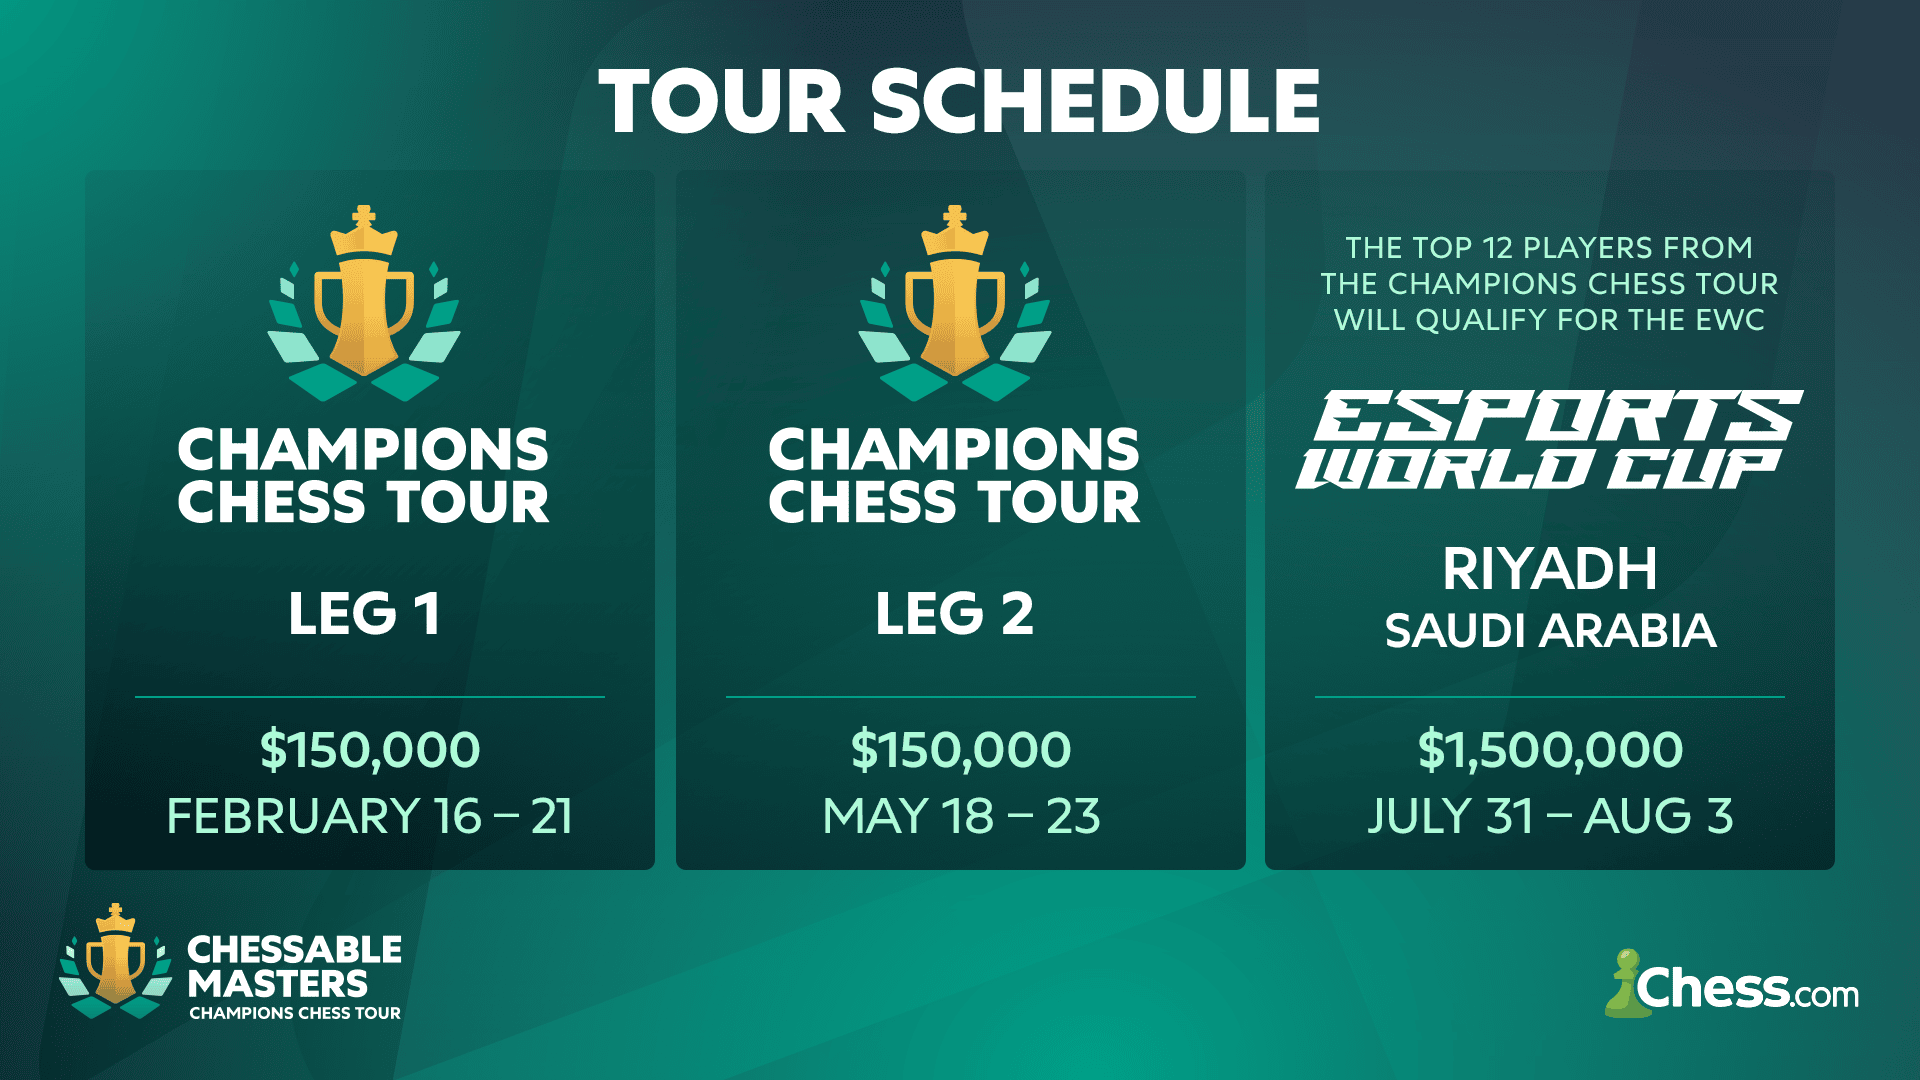 TOUR SCHEDULE
CHAMPIONS
CHESS TOUR
LEG 1
$150,000
FEBRUARY 16 – 21
CHAMPIONS
CHESS TOUR
LEG 2
$150,000
MAY 18 – 23
THE TOP 12 PLAYERS FROM
THE CHAMPIONS CHESS TOUR
WILL QUALIFY FOR THE EWC
ESPORTS
WORLD CUP
RIYADH
SAUDI ARABIA
$1,500,000
JULY 31 – AUG 3
CHESSABLE
MASTERS
CHAMPIONS CHESS TOUR
Chess.com